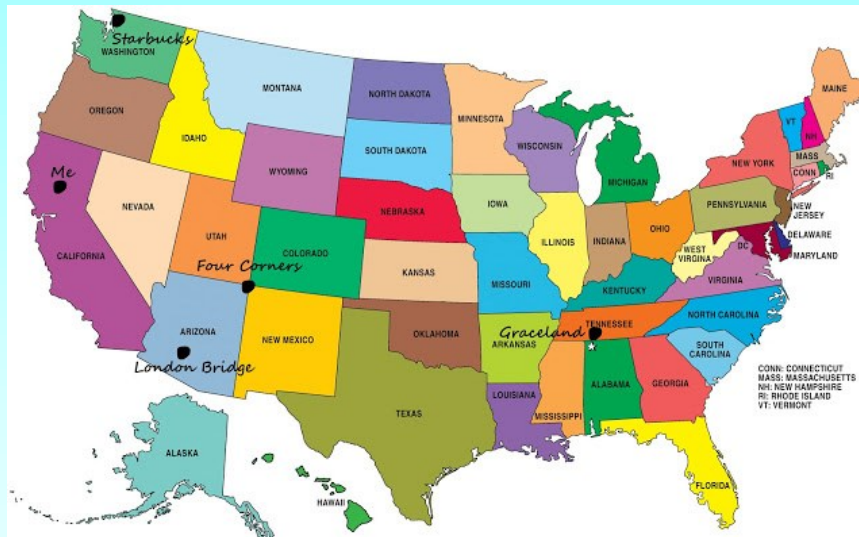 Starbucks
WASHINGTON
MONTANA
NORTH DAKOTA
MINNESOTA
MAINE
OREGON
IDAHO
VT
NH
WISCONSIN
SOUTH DAKOTA
MICHIGAN
NEW YORK
MASS
CONN
RI
Me
WYOMING
IOWA
NEBRASKA
PENNSYLVANIA
NEW
JERSEY
NEVADA
UTAH
COLORADO
ILLINOIS
INDIANA
OHIO
DELAWARE
DC
MARYLAND
WEST
VIRGINA
CALIFORNIA
Four Corners
KANSAS
MISSOURI
KENTUCKY
VIRGINIA
ARIZONA
NEW MEXICO
OKLAHOMA
Graceland
TENNESSEE
NORTH CAROLINA
ARKANSAS
SOUTH
CAROLINA
London Bridge
CONN: CONNECTICUT
MASS: MASSACHUSETTS
NH: NEW HAMPSHIRE
RI: RHODE ISLAND
VT: VERMONT
TEXAS
LOUISIANA
MISSISSIPPI
ALABAMA
GEORGIA
ALASKA
HAWAII
FLORIDA